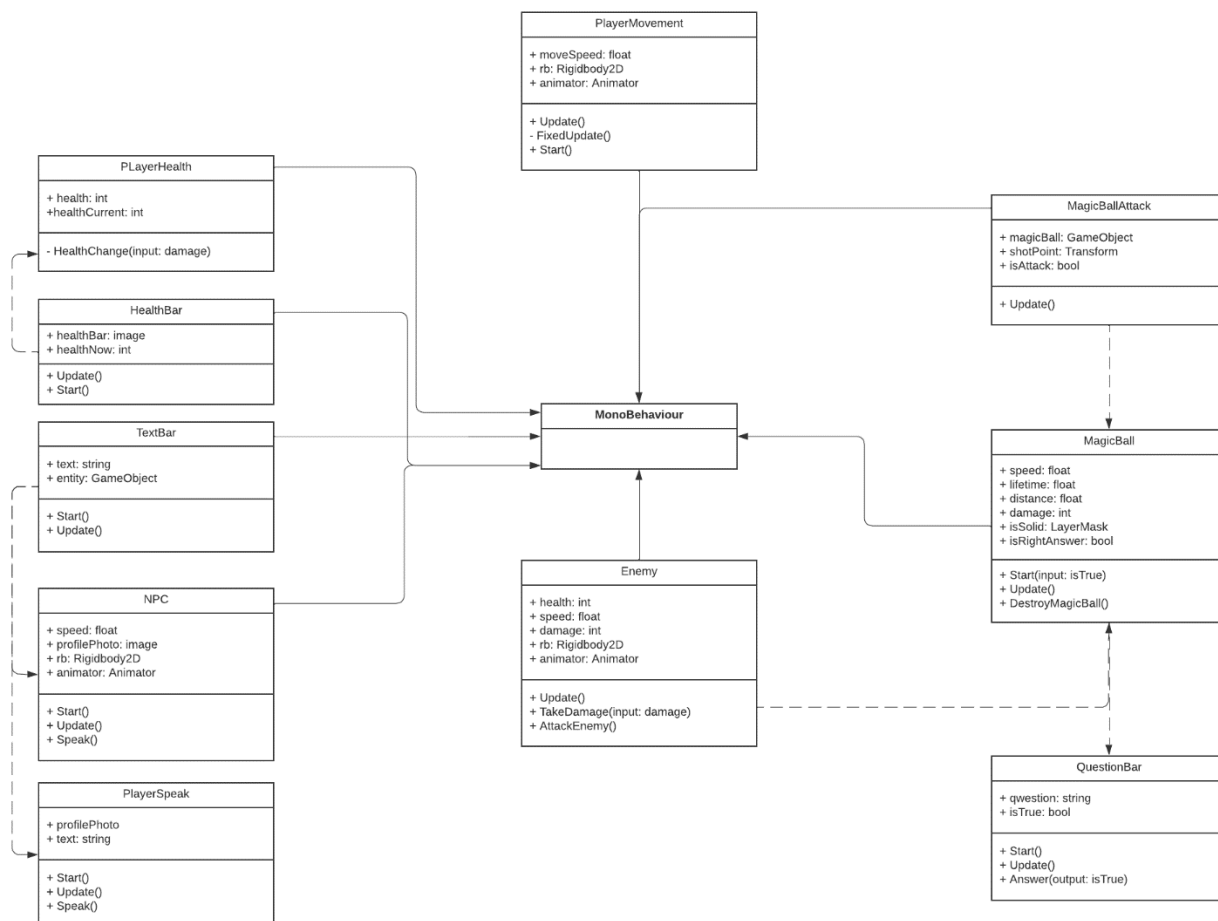 PlayerMovement
+ moveSpeed: float
+ rb: Rigidbody2D
+ animator: Animator
+ Update()
- FixedUpdate()
+ Start()
PLayerHealth
+ health: int
+healthCurrent: int
- HealthChange(input: damage)
HealthBar
+ healthBar: image
+ healthNow: int
+ Update()
+ Start()
TextBar
+ text: string
+ entity: GameObject
+ Start()
+ Update()
NPC
+ speed: float
+ profilePhoto: image
+ rb: Rigidbody2D
+ animator: Animator
+ Start()
+ Update()
+ Speak()
PlayerSpeak
+ profilePhoto
+ text: string
+ Start()
+ Update()
+ Speak()
MonoBehaviour
Enemy
+ health: int
+ speed: float
+ damage: int
+ rb: Rigidbody2D
+ animator: Animator
+ Update()
+ TakeDamage(input: damage)
+ AttackEnemy()
MagicBallAttack
+ magicBall: GameObject
+ shotPoint: Transform
+ isAttack: bool
+ Update()
MagicBall
+ speed: float
+ lifetime: float
+ distance: float
+ damage: int
+ isSolid: LayerMask
+ isRightAnswer: bool
+ Start(input: isTrue)
+ Update()
+ DestroyMagicBall()
QuestionBar
+ qwestion: string
+ isTrue: bool
+ Start()
+ Update()
+ Answer(output: isTrue)